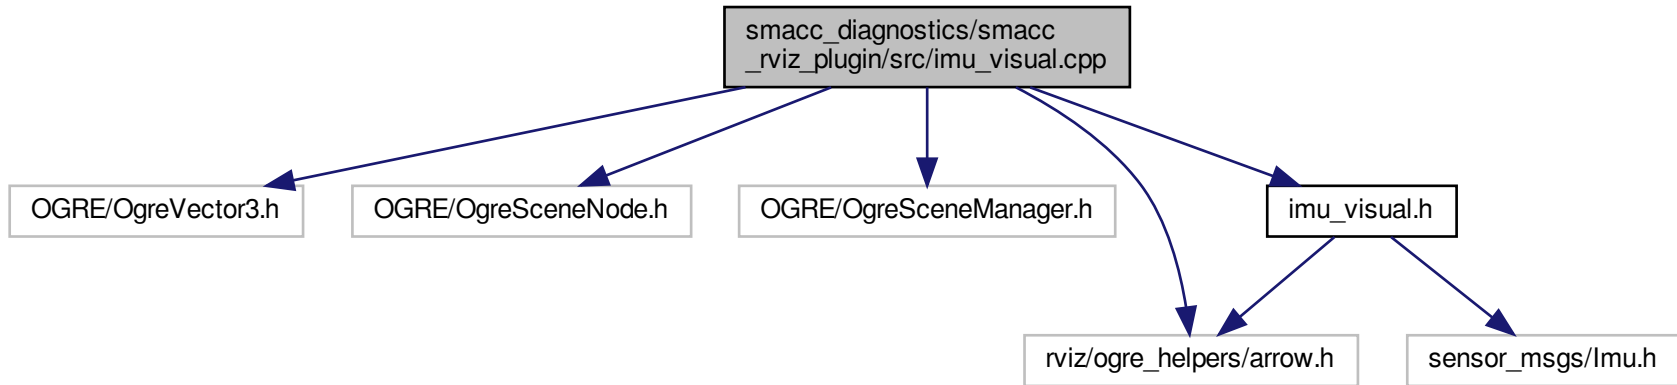 smacc_diagnostics/smacc
_rviz_plugin/src/imu_visual.cpp
OGRE/OgreVector3.h
OGRE/OgreSceneNode.h
OGRE/OgreSceneManager.h
imu_visual.h
rviz/ogre_helpers/arrow.h
sensor_msgs/Imu.h